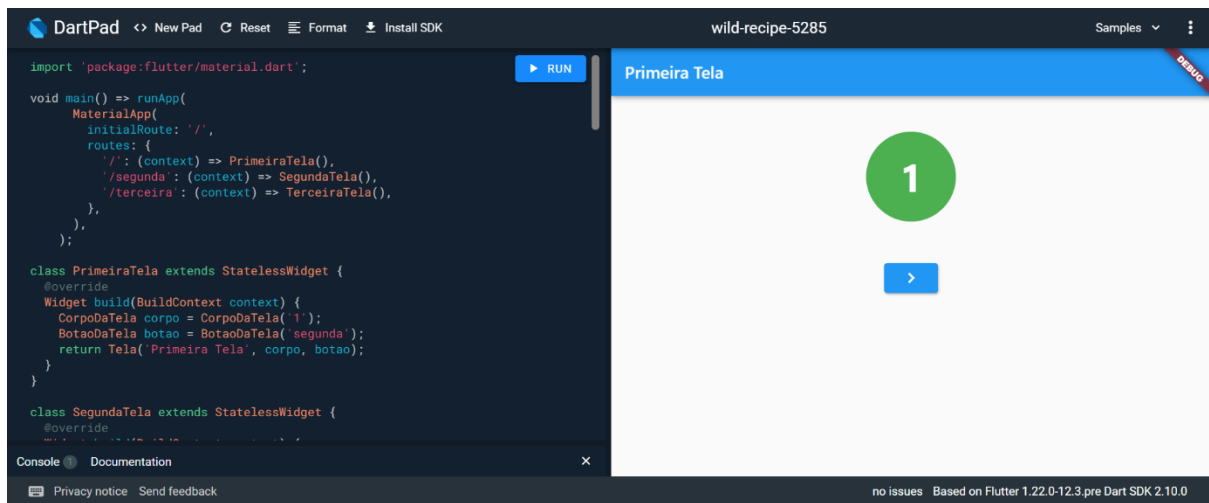 DartPad <> New Pad Reset Format Install SDK wild-recipe-5285 Samples
import 'package:flutter/material.dart';
RUN
void main() => runApp(
MaterialApp(
initialRoute: '/',
routes: {
'/': (context) => PrimeiraTela(),
'/segunda': (context) => SegundaTela(),
'/terceira': (context) => TerceiraTela(),
},
),
);
class PrimeiraTela extends StatelessWidget {
@override
Widget build(BuildContext context) {
CorpoDaTela corpo = CorpoDaTela('1');
BotaoDaTela botao = BotaoDaTela('segunda');
return Tela('Primeira Tela', corpo, botao);
}
}
class SegundaTela extends StatelessWidget {
@override
Console 1 Documentation
Primeira Tela
DEBUG
1
Privacy notice Send feedback
no issues Based on Flutter 1.22.0-12.3.pre Dart SDK 2.10.0